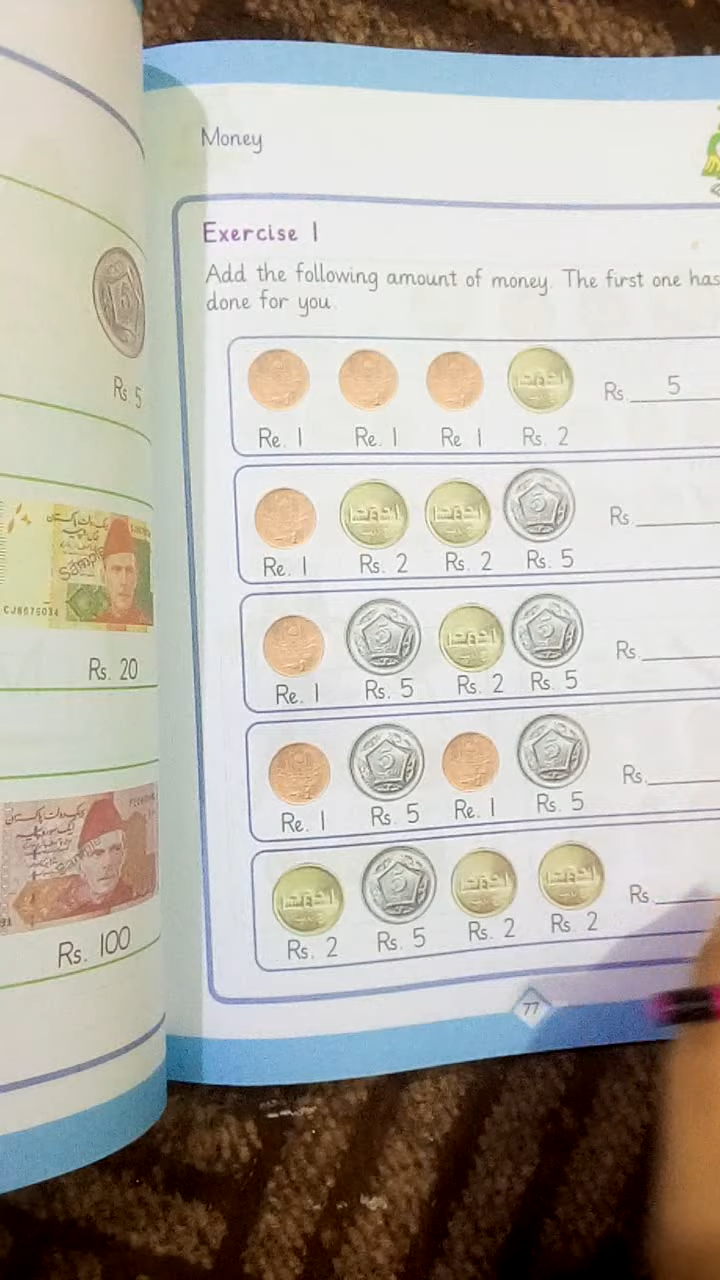 Rs. 5
Sample
CJ8675034
Rs. 20
Rs. 100
Money
Exercise 1
Add the following amount of money. The first one has
done for you.
Re. 1 Re. 1 Re. 1 Rs. 2 Rs. 5
Re. 1 Rs. 2 Rs. 2 Rs. 5 Rs.
Re. 1 Rs. 5 Rs. 2 Rs. 5 Rs.
Re. 1 Rs. 5 Re. 1 Rs. 5 Rs.
Rs. 2 Rs. 5 Rs. 2 Rs. 2 Rs.
77